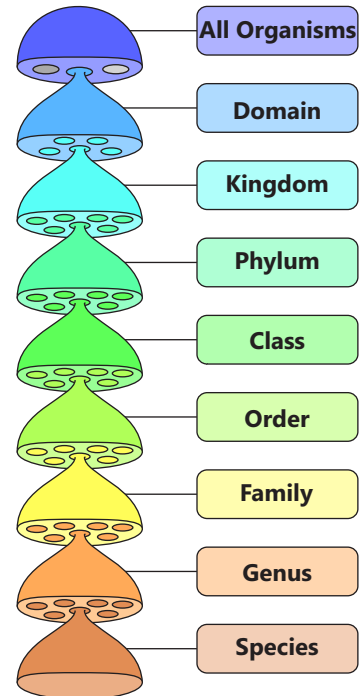 All Organisms
Domain
Kingdom
Phylum
Class
Order
Family
Genus
Species